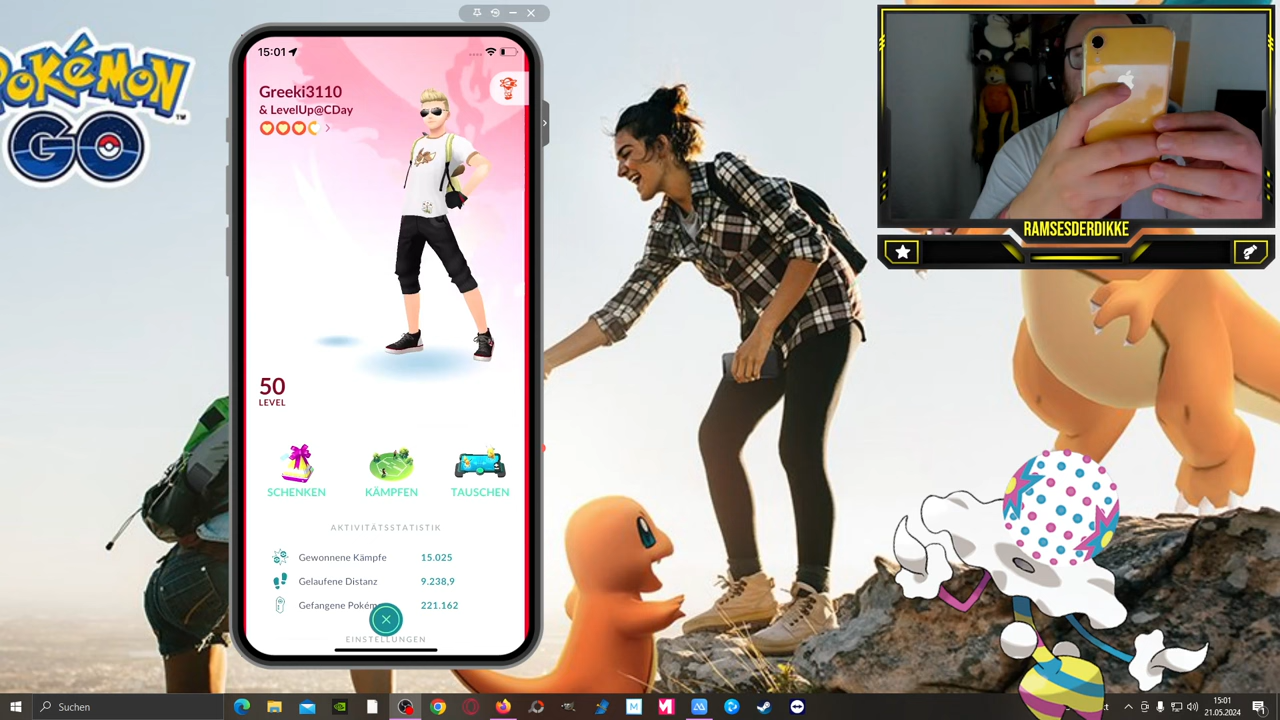 POKÉMON
GO
™
15:01
Greeki3110
& LevelUp@CDay
50
LEVEL
SCHENKEN
KÄMPFEN
TAUSCHEN
AKTIVITÄTSSTATISTIK
Gewonnene Kämpfe 15.025
Gelaufene Distanz 9.238,9
Gefangene Pokém 221.162
EINSTELLUNGEN
RAMSESDERDIKKE
Suchen
15:01
21.05.2024